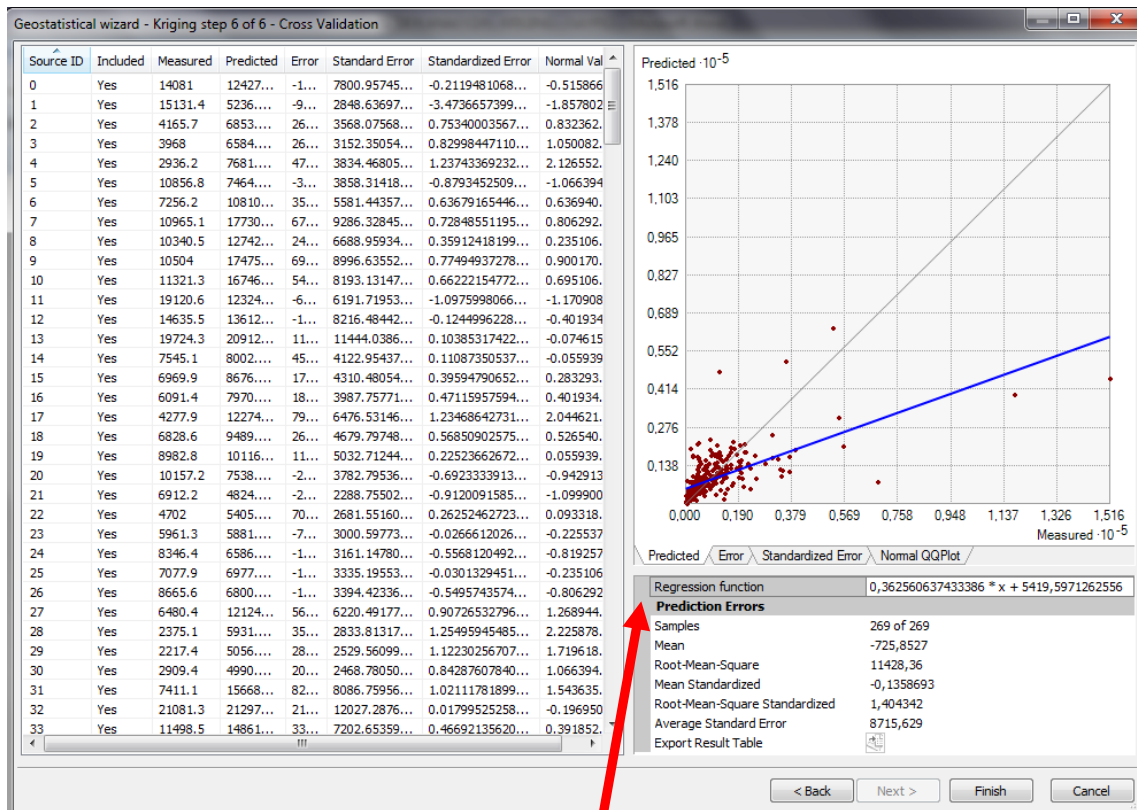 Geostatistical wizard - Kriging step 6 of 6 - Cross Validation
Source ID Included Measured Predicted Error Standard Error Standardized Error Normal Val
0 Yes 14081 12427... -1... 7800.95745... -0.2119481068... -0.515866
1 Yes 15131.4 5236.... -9... 2848.63697... -3.4736657399... -1.857802
2 Yes 4165.7 6853.... 26... 3568.07568... 0.75340003567... 0.832362.
3 Yes 3968 6584.... 26... 3152.35054... 0.82998447110... 1.050082.
4 Yes 2936.2 7681.... 47... 3834.46805... 1.23743369232... 2.126552.
5 Yes 10856.8 7464.... -3... 3858.31418... -0.8793452509... -1.066394
6 Yes 7256.2 10810... 35... 5581.44357... 0.63679165446... 0.636940.
7 Yes 10965.1 17730... 67... 9286.32845... 0.72848551195... 0.806292.
8 Yes 10340.5 12742... 24... 6688.95934... 0.35912418199... 0.235106.
9 Yes 10504 17475... 69... 8996.63552... 0.77494937278... 0.900170.
10 Yes 11321.3 16746... 54... 8193.13147... 0.66222154772... 0.695106.
11 Yes 19120.6 12324... -6... 6191.71953... -1.0975998066... -1.170908
12 Yes 14635.5 13612... -1... 8216.48442... -0.1244996228... -0.401934
13 Yes 19724.3 20912... 11... 11444.0386... 0.10385317422... -0.074615
14 Yes 7545.1 8002.... 45... 4122.95437... 0.11087350537... -0.055939
15 Yes 6969.9 8676.... 17... 4310.48054... 0.39594790652... 0.283293.
16 Yes 6091.4 7970.... 18... 3987.75771... 0.47115957594... 0.401934.
17 Yes 4277.9 12274... 79... 6476.53146... 1.23468642731... 2.044621.
18 Yes 6828.6 9489.... 26... 4679.79748... 0.56850902575... 0.526540.
19 Yes 8982.8 10116... 11... 5032.71244... 0.22523662672... 0.055939.
20 Yes 10157.2 7538.... -2... 3782.79536... -0.6923333913... -0.942913
21 Yes 6912.2 4824.... -2... 2288.75502... -0.9120091585... -1.099900
22 Yes 4702 5405.... 70... 2681.55160... 0.26252462723... 0.093318.
23 Yes 5961.3 5881.... -7... 3000.59773... -0.0266612026... -0.225537
24 Yes 8346.4 6586.... -1... 3161.14780... -0.5568120492... -0.819257
25 Yes 7077.9 6977.... -1... 3335.19553... -0.0301329451... -0.235106
26 Yes 8665.6 6800.... -1... 3394.42336... -0.5495743574... -0.806292
27 Yes 6480.4 12124... 56... 6220.49177... 0.90726532796... 1.268944.
28 Yes 2375.1 5931.... 35... 2833.81317... 1.25495945485... 2.225878.
29 Yes 2217.4 5056.... 28... 2529.56099... 1.12230256707... 1.719618.
30 Yes 2909.4 4990.... 20... 2468.78050... 0.84287607840... 1.066394.
31 Yes 7411.1 15668... 82... 8086.75956... 1.02111781899... 1.543635.
32 Yes 21081.3 21297... 21... 12027.2876... 0.01799525258... -0.196950
33 Yes 11498.5 14861... 33... 7202.65359... 0.46692135620... 0.391852.
Predicted ·10-5
1,516
1,378
1,240
1,103
0,965
0,827
0,689
0,552
0,414
0,276
0,138
0,000 0,190 0,379 0,569 0,758 0,948 1,137 1,326 1,516
Measured ·10-5
Predicted Error Standardized Error Normal QQPlot
Regression function 0,362560637433386 * x + 5419,5971262556
Prediction Errors
Samples 269 of 269
Mean -725,8527
Root-Mean-Square 11428,36
Mean Standardized -0,1358693
Root-Mean-Square Standardized 1,404342
Average Standard Error 8715,629
Export Result Table
< Back Next > Finish Cancel